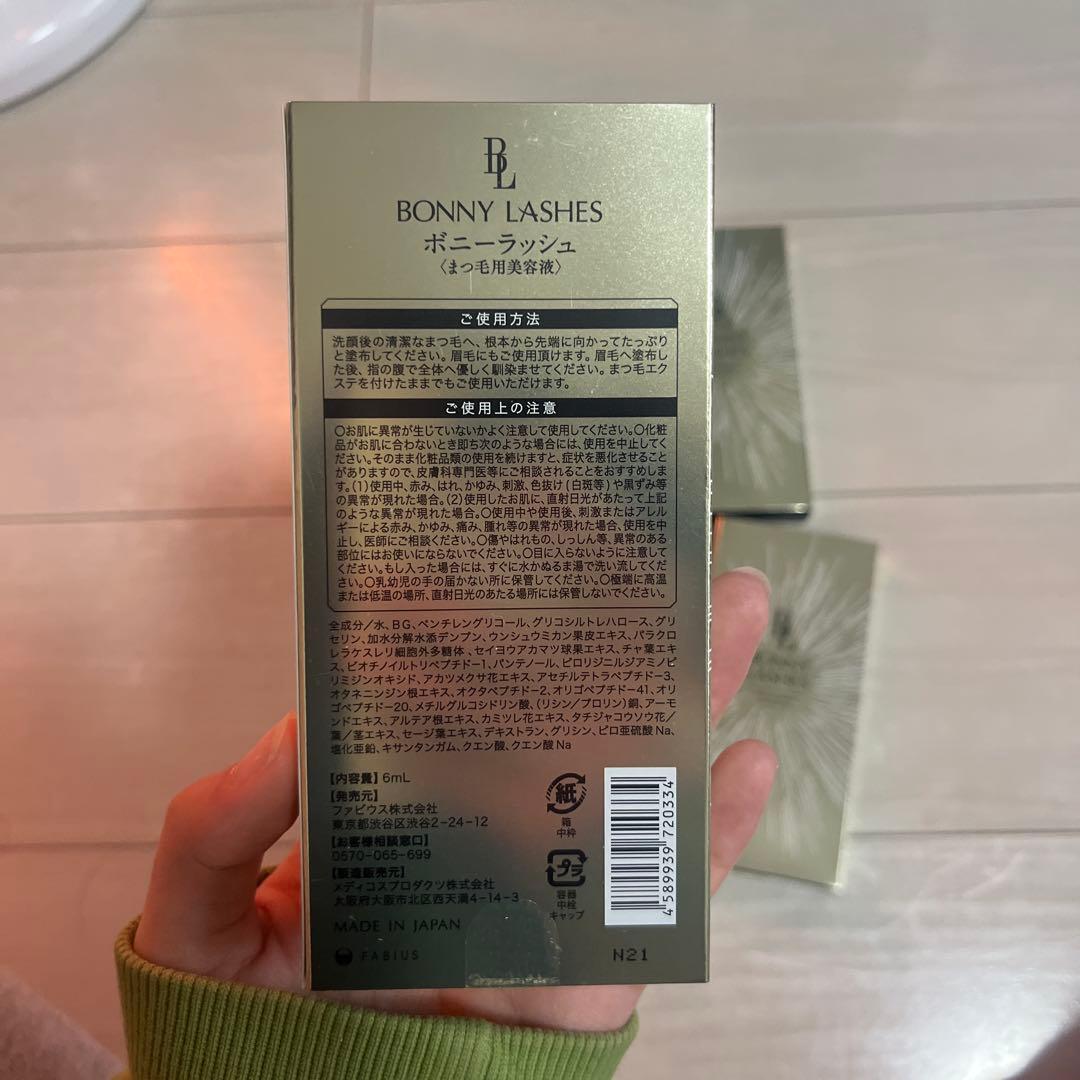 BL
BONNY LASHES
ボニーラッシュ
〈まつ毛用美容液〉
ご使用方法
洗顔後の清潔なまつ毛へ、根本から先端に向かってたっぷり
と塗布してください。眉毛にもご使用頂けます。眉毛へ塗布し
た後、指の腹で全体へ優しく馴染ませてください。まつ毛エク
ステを付けたままでもご使用いただけます。
ご使用上の注意
〇お肌に異常が生じていないかよく注意して使用してください。〇化粧
品がお肌に合わないとき即ち次のような場合には、使用を中止してく
ださい。そのまま化粧品類の使用を続けますと、症状を悪化させること
がありますので、皮膚科専門医等にご相談されることをおすすめしま
す。(1)使用中、赤み、はれ、かゆみ、刺激、色抜け(白斑等)や黒ずみ等
の異常が現れた場合。(2)使用したお肌に、直射日光があたって上記
のような異常が現れた場合。〇使用中や使用後、刺激またはアレル
ギーによる赤み、かゆみ、痛み、腫れ等の異常が現れた場合、使用を中
止し、医師にご相談ください。〇傷やはれもの、しっしん等、異常のある
部位にはお使いにならないでください。〇目に入らないように注意して
ください。もし入った場合には、すぐに水かぬるま湯で洗い流してくだ
さい。〇乳幼児の手の届かない所に保管してください。〇極端に高温
または低温の場所、直射日光のあたる場所には保管しないでください。
全成分/水、BG、ペンチレングリコール、グリコシルトレハロース、グリ
セリン、加水分解水添デンプン、ウンシュウミカン果皮エキス、パラクロ
レラケスレリ細胞外多糖体、セイヨウアカマツ球果エキス、チャ葉エキ
ス、ビオチノイルトリペプチド-1、パンテノール、ピロリジニルジアミノピ
リミジンオキシド、アカツメクサ花エキス、アセチルテトラペプチド-3、
オタネニンジン根エキス、オクタペプチド-2、オリゴペプチド-41、オリ
ゴペプチド-20、メチルグルコシドリン酸、(リシン/プロリン)銅、アーモ
ンドエキス、アルテア根エキス、カミツレ花エキス、タチジャコウソウ花/
葉/茎エキス、セージ葉エキス、デキストラン、グリシン、ピロ亜硫酸Na、
塩化亜鉛、キサンタンガム、クエン酸、クエン酸Na
【内容量】6mL
【発売元】
ファビウス株式会社
東京都渋谷区渋谷2-24-12
【お客様相談窓口】
0570-065-699
【製造販売元】
メディコスプロダクツ株式会社
大阪府大阪市北区西天満4-14-3
MADE IN JAPAN
FABIUS
紙
箱
中枠
プラ
容器
中栓
キャップ
4 589939 720334
N21
BL
BONNY
LASHES